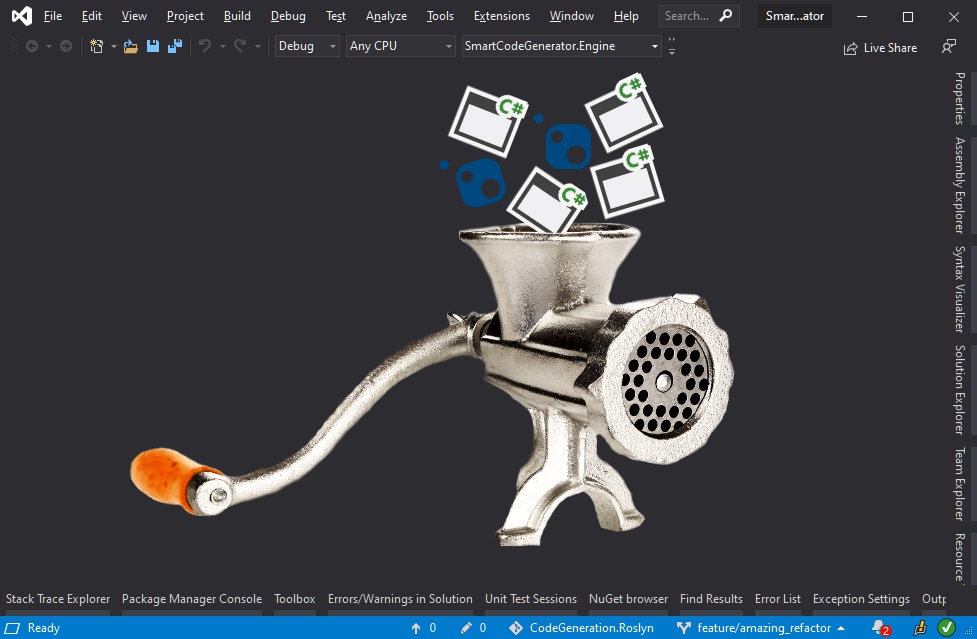 File Edit View Project Build Debug Test Analyze Tools Extensions Window Help Search... Smar...ator
Debug Any CPU SmartCodeGenerator.Engine Live Share
C#
C#
C#
C#
Properties
Assembly Explorer
Syntax Visualizer
Solution Explorer
Team Explorer
Resource
Stack Trace Explorer Package Manager Console Toolbox Errors/Warnings in Solution Unit Test Sessions NuGet browser Find Results Error List Exception Settings Outp
Ready 0 0 CodeGeneration.Roslyn feature/amazing_refactor 2